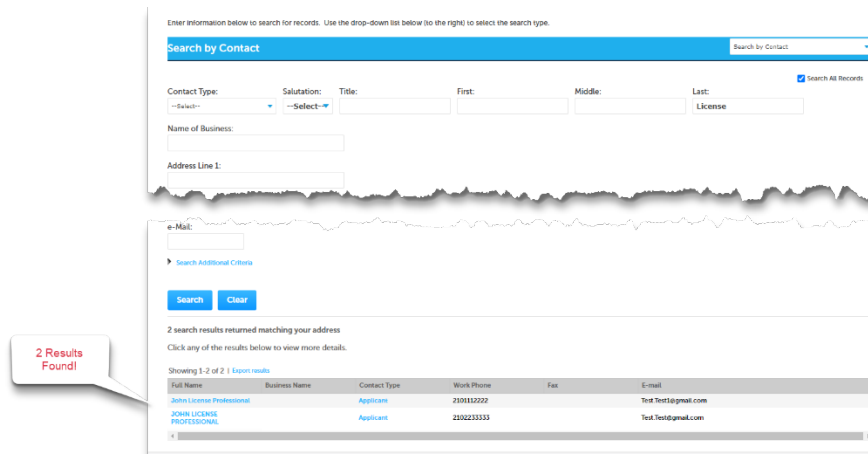 Enter information below to search for records. Use the drop-down list below (to the right) to select the search type.
Search by Contact
Search by Contact
Search All Records
Contact Type: Salutation: Title: First: Middle: Last:
--Select-- --Select-- License
Name of Business:
Address Line 1:
e-Mail:
Search Additional Criteria
Search Clear
2 search results returned matching your address
Click any of the results below to view more details.
2 Results
Found!
Showing 1-2 of 2 | Export results
Full Name Business Name Contact Type Work Phone Fax E-mail
John License Professional Applicant 2101112222 Test.Test1@gmail.com
JOHN LICENSE
PROFESSIONAL Applicant 2102233333 Test.Test@gmail.com